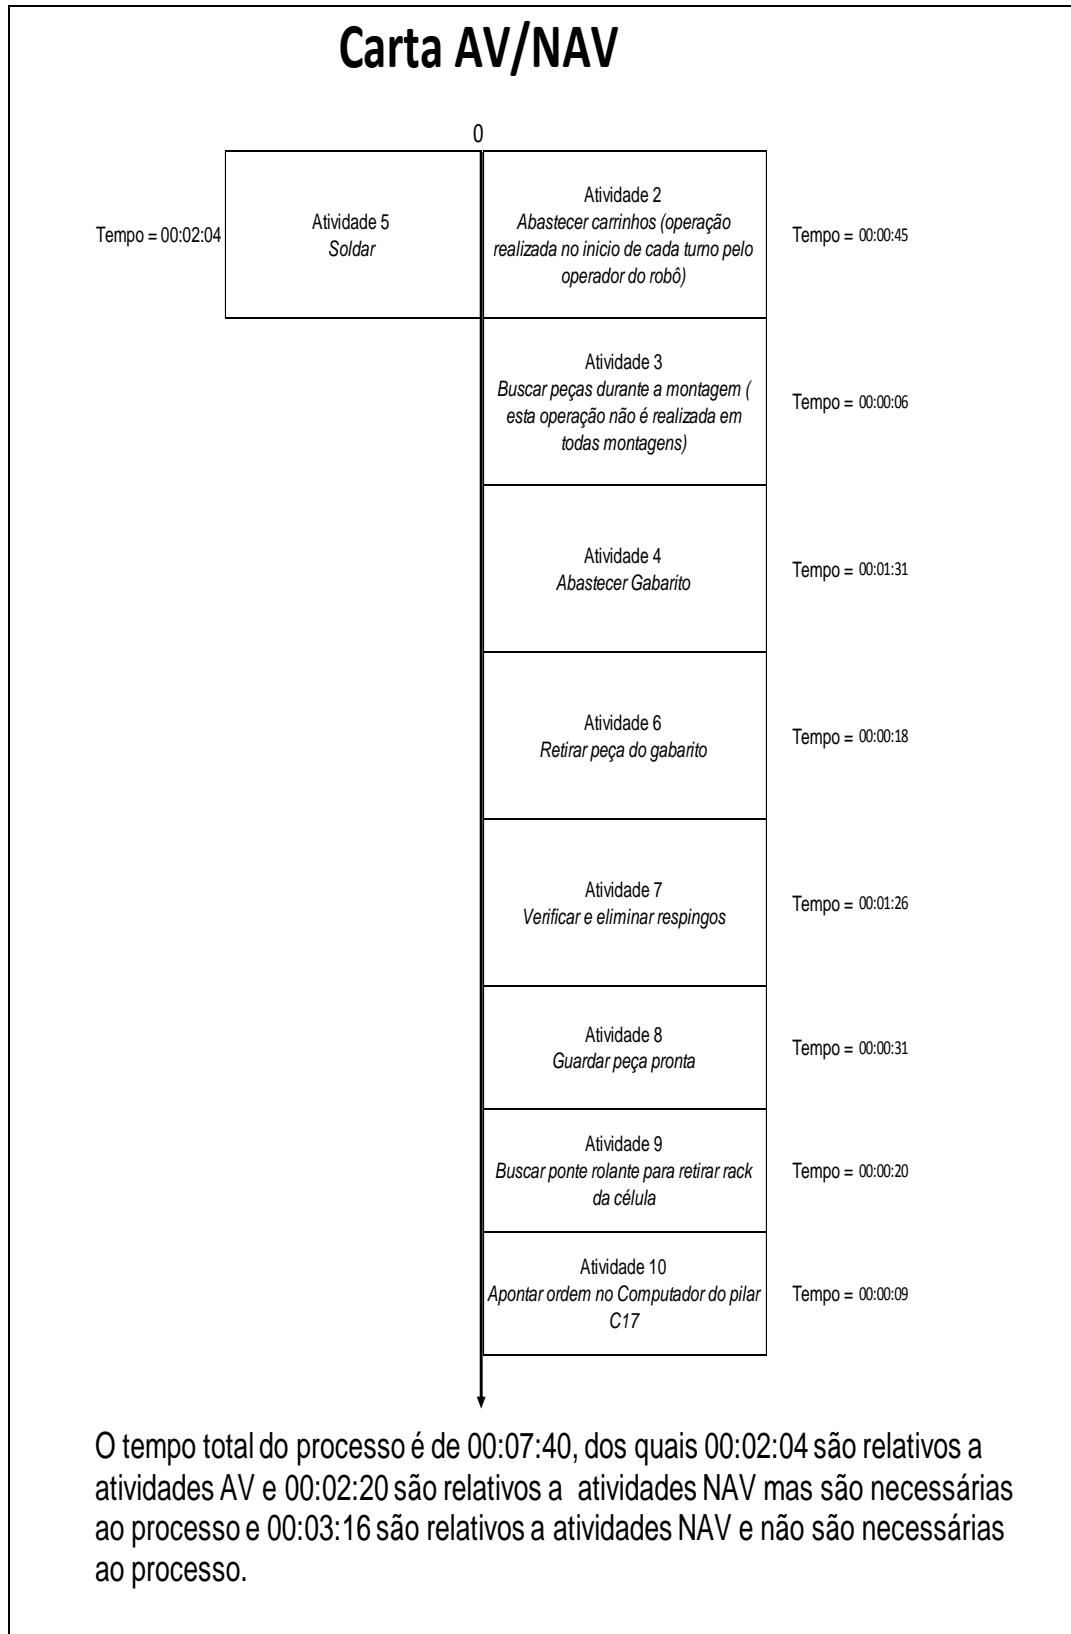 Carta AV/NAV
0
Tempo = 00:02:04
Atividade 5
Soldar
Atividade 2
Abastecer carrinhos (operação
realizada no inicio de cada turno pelo
operador do robô)
Tempo = 00:00:45
Atividade 3
Buscar peças durante a montagem (
esta operação não é realizada em
todas montagens)
Tempo = 00:00:06
Atividade 4
Abastecer Gabarito
Tempo = 00:01:31
Atividade 6
Retirar peça do gabarito
Tempo = 00:00:18
Atividade 7
Verificar e eliminar respingos
Tempo = 00:01:26
Atividade 8
Guardar peça pronta
Tempo = 00:00:31
Atividade 9
Buscar ponte rolante para retirar rack
da célula
Tempo = 00:00:20
Atividade 10
Apontar ordem no Computador do pilar
C17
Tempo = 00:00:09
O tempo total do processo é de 00:07:40, dos quais 00:02:04 são relativos a
atividades AV e 00:02:20 são relativos a atividades NAV mas são necessárias
ao processo e 00:03:16 são relativos a atividades NAV e não são necessárias
ao processo.